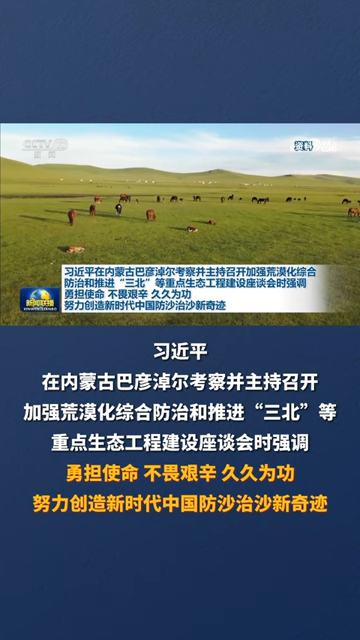 CCTV
资料
习近平在内蒙古巴彦淖尔考察并主持召开加强荒漠化综合
防治和推进“三北”等重点生态工程建设座谈会时强调
勇担使命 不畏艰辛 久久为功
努力创造新时代中国防沙治沙新奇迹
新闻联播
习近平
在内蒙古巴彦淖尔考察并主持召开
加强荒漠化综合防治和推进“三北”等
重点生态工程建设座谈会时强调
勇担使命 不畏艰辛 久久为功
努力创造新时代中国防沙治沙新奇迹